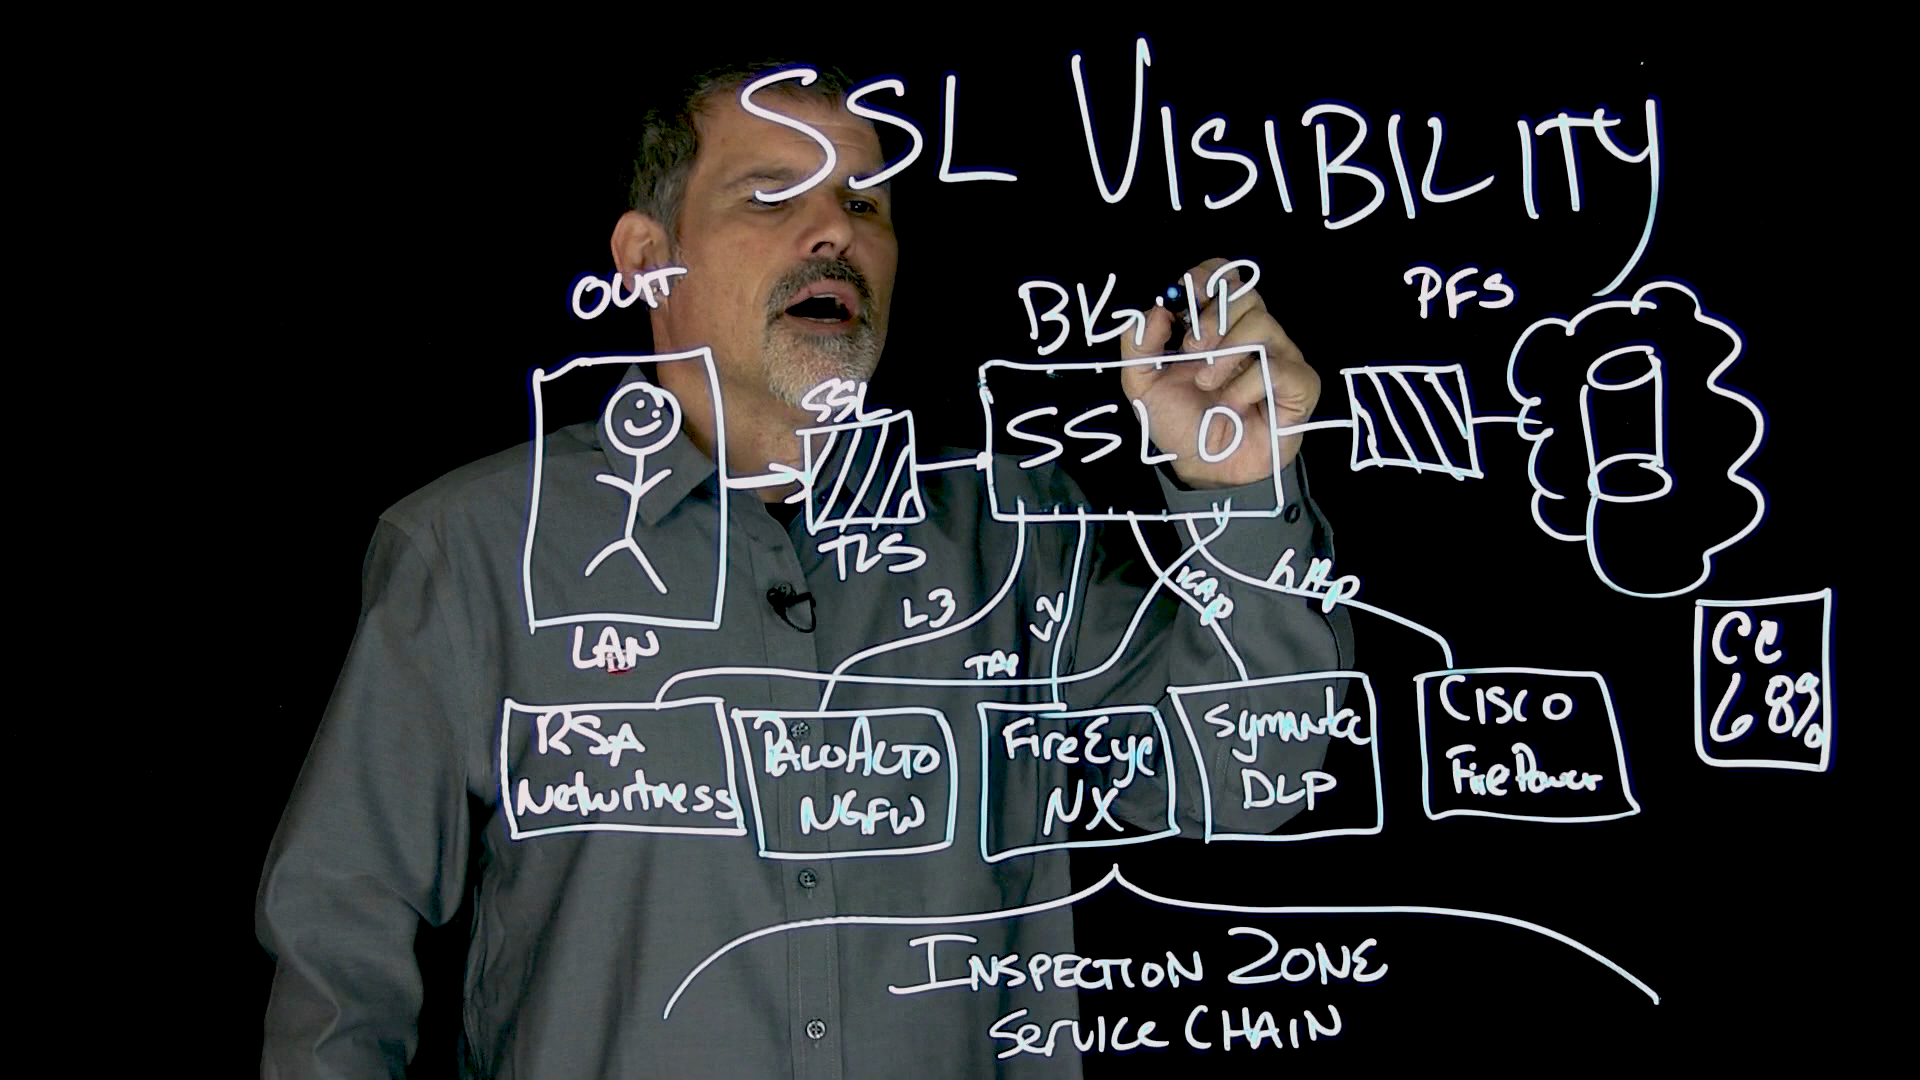 SSL VISIBILITY
OUT
BIG-IP
PFS
SSL
SSLO
TLS
LAN
L3
L2
TAP
ICAP
CC
68%
RSA
Netwitness
PALOALTO
NGFW
FireEye
NX
Symantec
DLP
CISCO
FirePower
INSPECTION ZONE
Service CHAIN